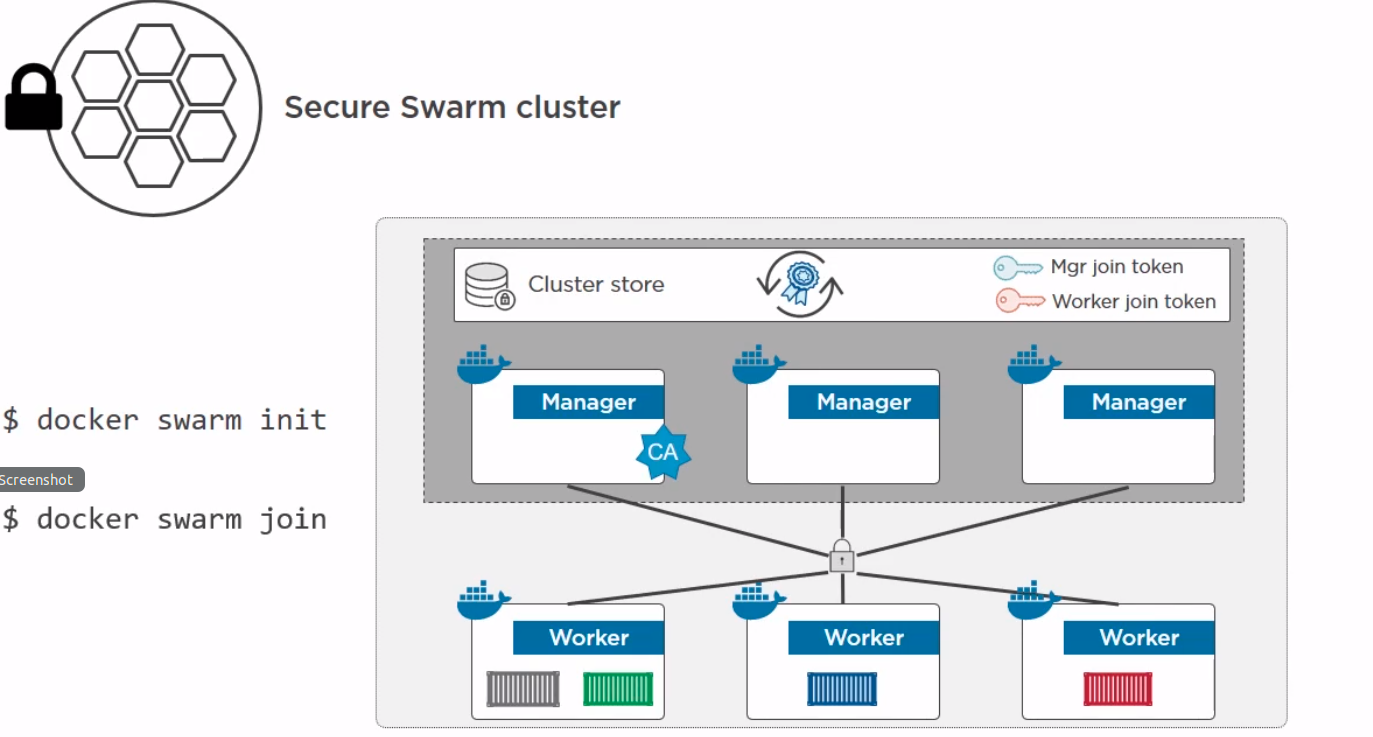 Secure Swarm cluster
Cluster store
Mgr join token
Worker join token
Manager
Manager
Manager
CA
$ docker swarm init
Screenshot
$ docker swarm join
Worker
Worker
Worker